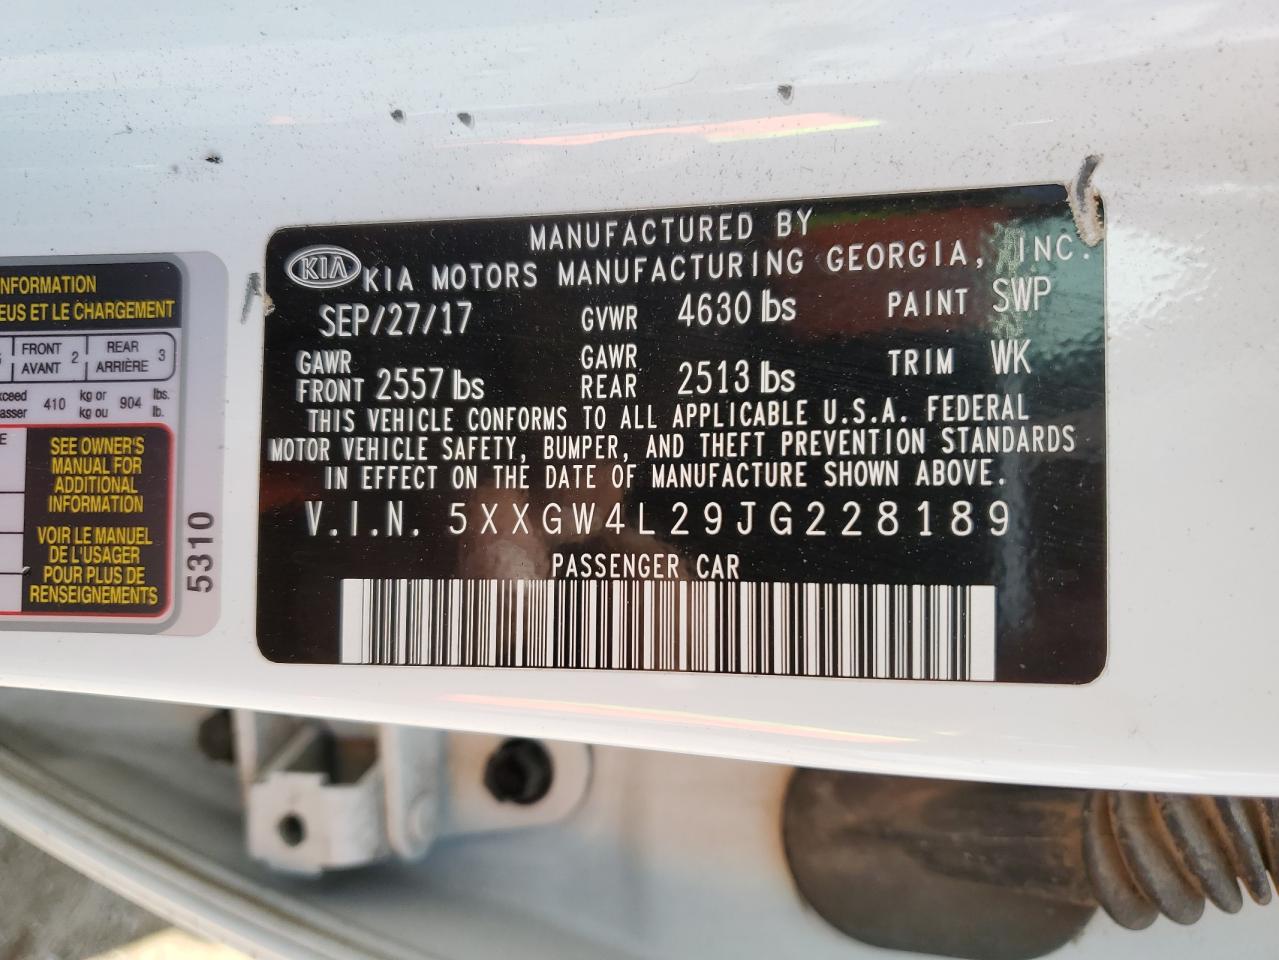 NFORMATION
EUS ET LE CHARGEMENT
FRONT 2 REAR 3
AVANT ARRIÈRE
410 kg or 904 lbs.
kg ou lb.
SEE OWNER'S
MANUAL FOR
ADDITIONAL
INFORMATION
VOIR LE MANUEL
DE L'USAGER
POUR PLUS DE
RENSEIGNEMENTS
5310
MANUFACTURED BY
KIA KIA MOTORS MANUFACTURING GEORGIA, INC.
SEP/27/17 GVWR 4630 lbs PAINT SWP
GAWR GAWR
FRONT 2557 lbs REAR 2513 lbs TRIM WK
THIS VEHICLE CONFORMS TO ALL APPLICABLE U.S.A. FEDERAL
MOTOR VEHICLE SAFETY, BUMPER, AND THEFT PREVENTION STANDARDS
IN EFFECT ON THE DATE OF MANUFACTURE SHOWN ABOVE.
V.I.N. 5XXGW4L29JG228189
PASSENGER CAR